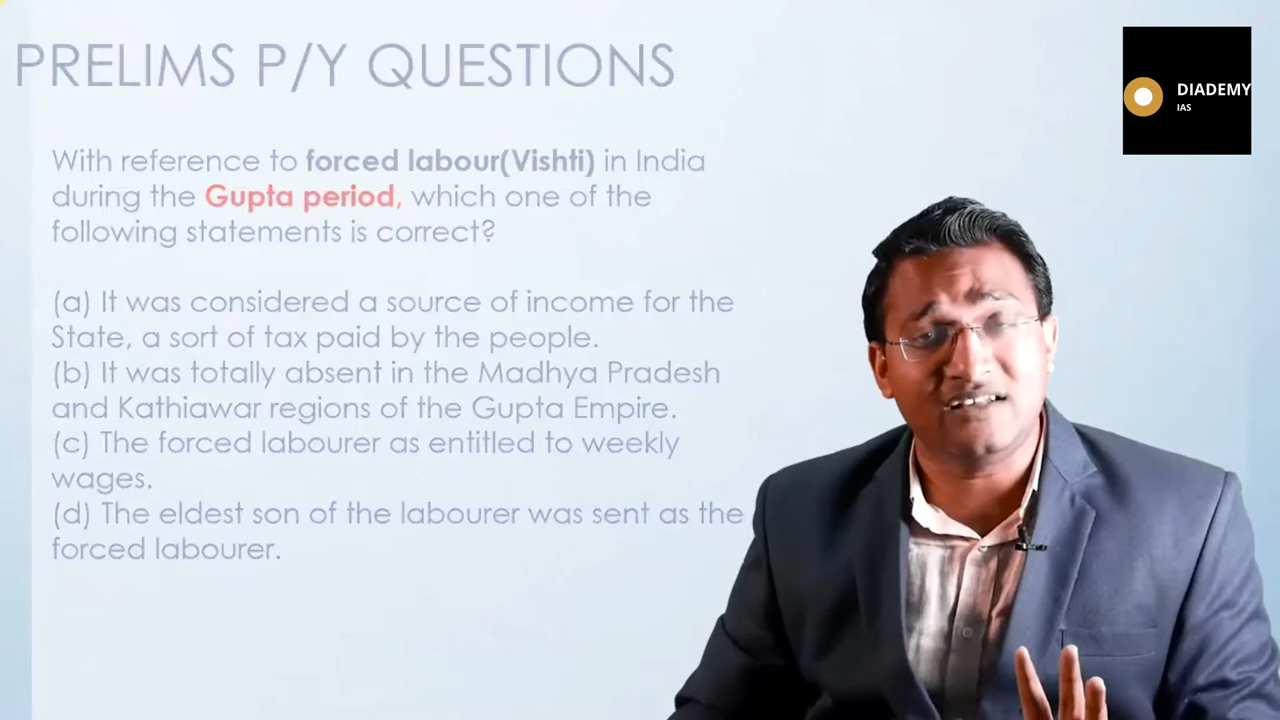 PRELIMS P/Y QUESTIONS
DIADEMY
IAS
With reference to forced labour(Vishti) in India
during the Gupta period, which one of the
following statements is correct?
(a) It was considered a source of income for the
State, a sort of tax paid by the people.
(b) It was totally absent in the Madhya Pradesh
and Kathiawar regions of the Gupta Empire.
(c) The forced labourer as entitled to weekly
wages.
(d) The eldest son of the labourer was sent as the
forced labourer.